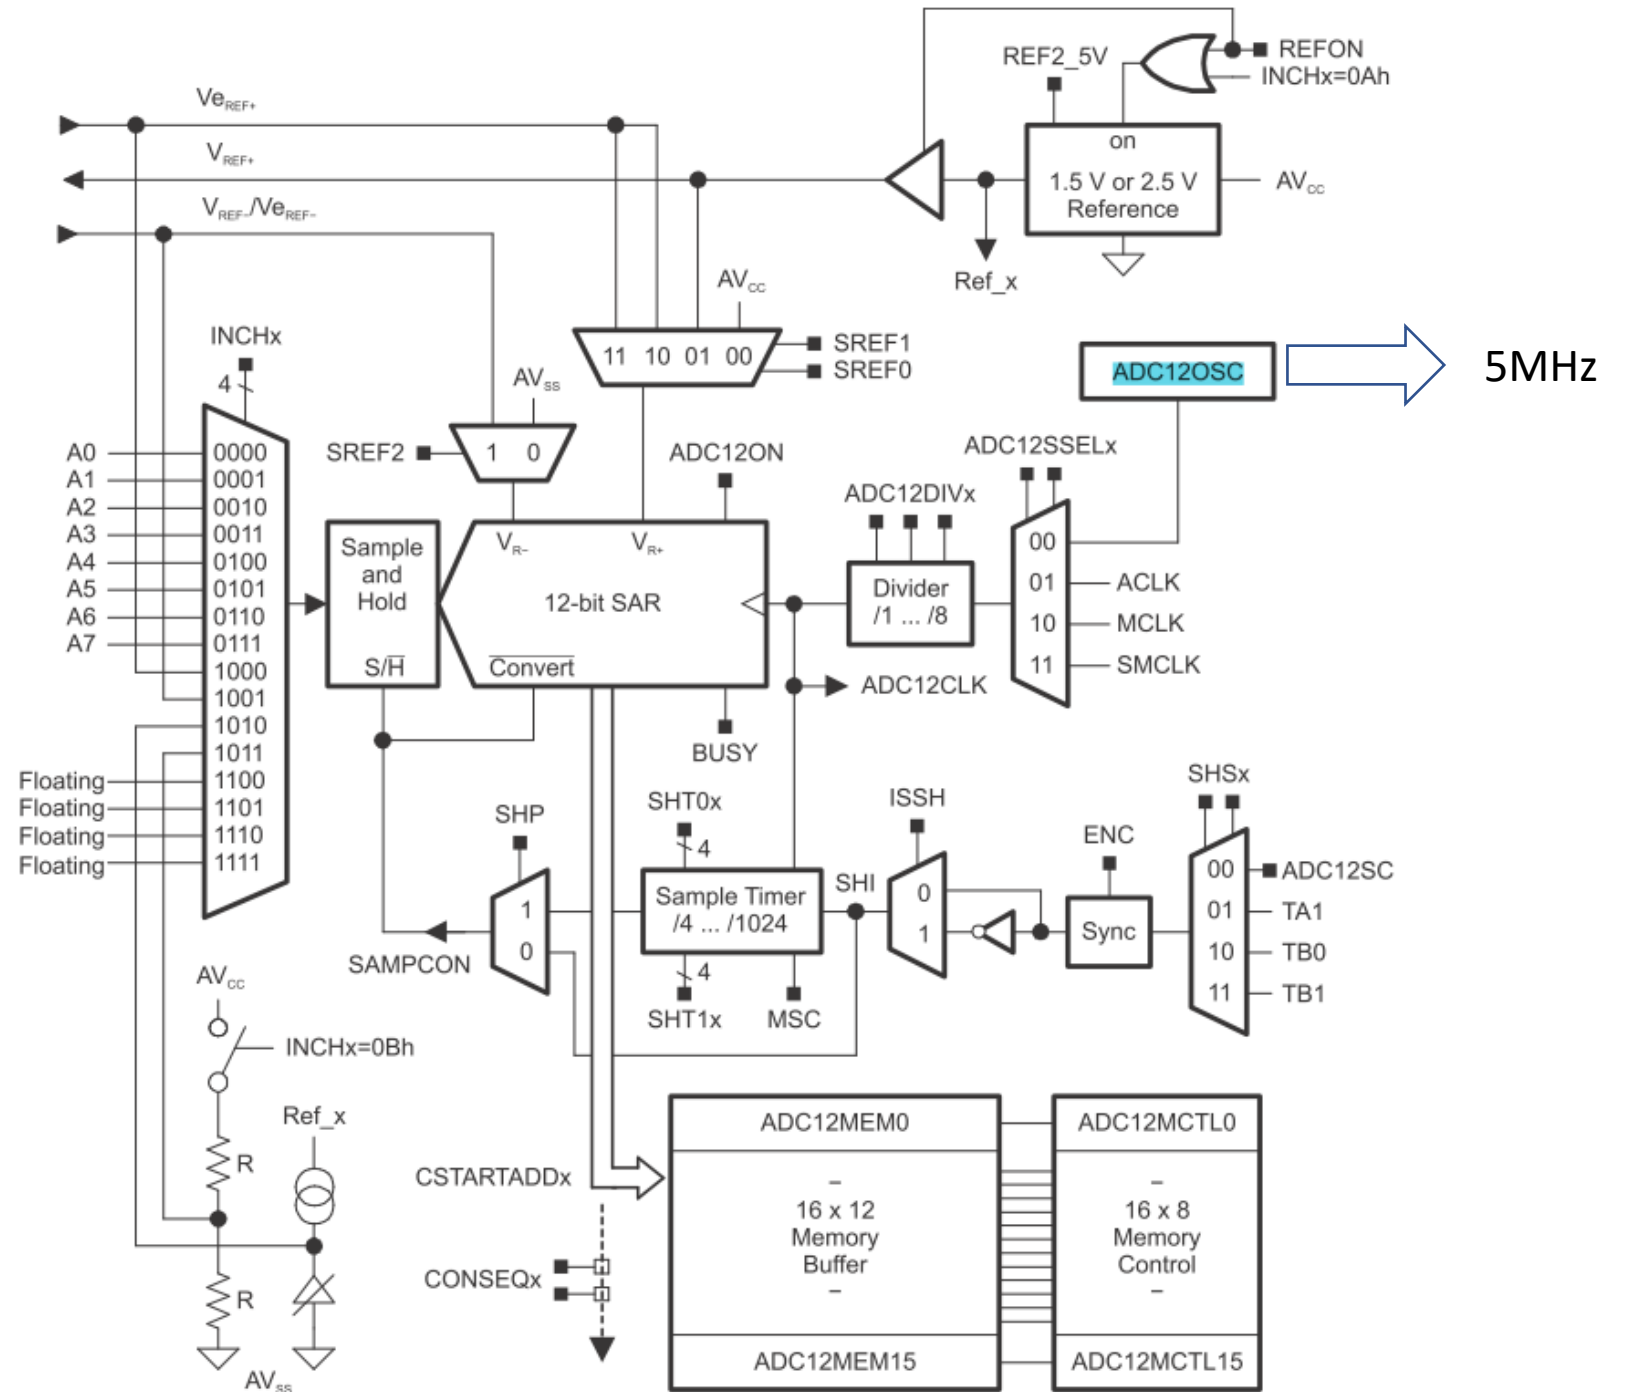 REFON
REF2_5V
INCHx=0Ah
VeREF+
on
VREF+
1.5 V or 2.5 V
Reference
AVCC
VREF–/VeREF–
Ref_x
AVCC
INCHx
4
11 10 01 00
SREF1
SREF0
ADC12OSC
5MHz
AVSS
SREF2
1 0
ADC12ON
ADC12SSELx
ADC12DIVx
A0
A1
A2
A3
A4
A5
A6
A7
Floating
Floating
Floating
Floating
0000
0001
0010
0011
0100
0101
0110
0111
1000
1001
1010
1011
1100
1101
1110
1111
Sample
and
Hold
S/H
VR–
VR+
12-bit SAR
Convert
Divider
/1 ... /8
00
01
10
11
ACLK
MCLK
SMCLK
ADC12CLK
BUSY
SHP
SHT0x
4
ISSH
ENC
SHSx
1
0
SAMPCON
Sample Timer
/4 ... /1024
SHI
0
1
Sync
00
01
10
11
ADC12SC
TA1
TB0
TB1
4
SHT1x
MSC
AVCC
INCHx=0Bh
Ref_x
R
R
AVSS
CSTARTADDx
CONSEQx
ADC12MEM0
–
16 x 12
Memory
Buffer
–
ADC12MEM15
ADC12MCTL0
–
16 x 8
Memory
Control
–
ADC12MCTL15